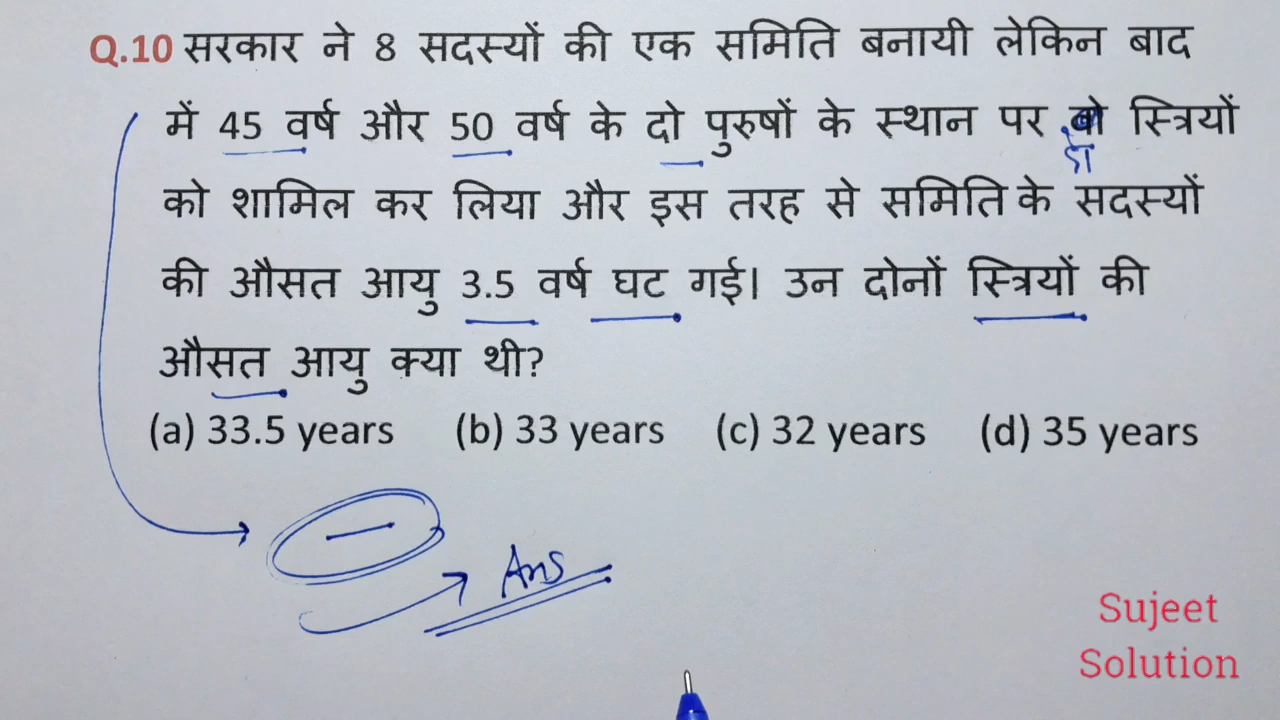 Q.10 सरकार ने 8 सदस्यों की एक समिति बनायी लेकिन बाद
में 45 वर्ष और 50 वर्ष के दो पुरुषों के स्थान पर दो स्त्रियों
को शामिल कर लिया और इस तरह से समिति के सदस्यों
की औसत आयु 3.5 वर्ष घट गई। उन दोनों स्त्रियों की
औसत आयु क्या थी?
(a) 33.5 years (b) 33 years (c) 32 years (d) 35 years
Ans
Sujeet
Solution